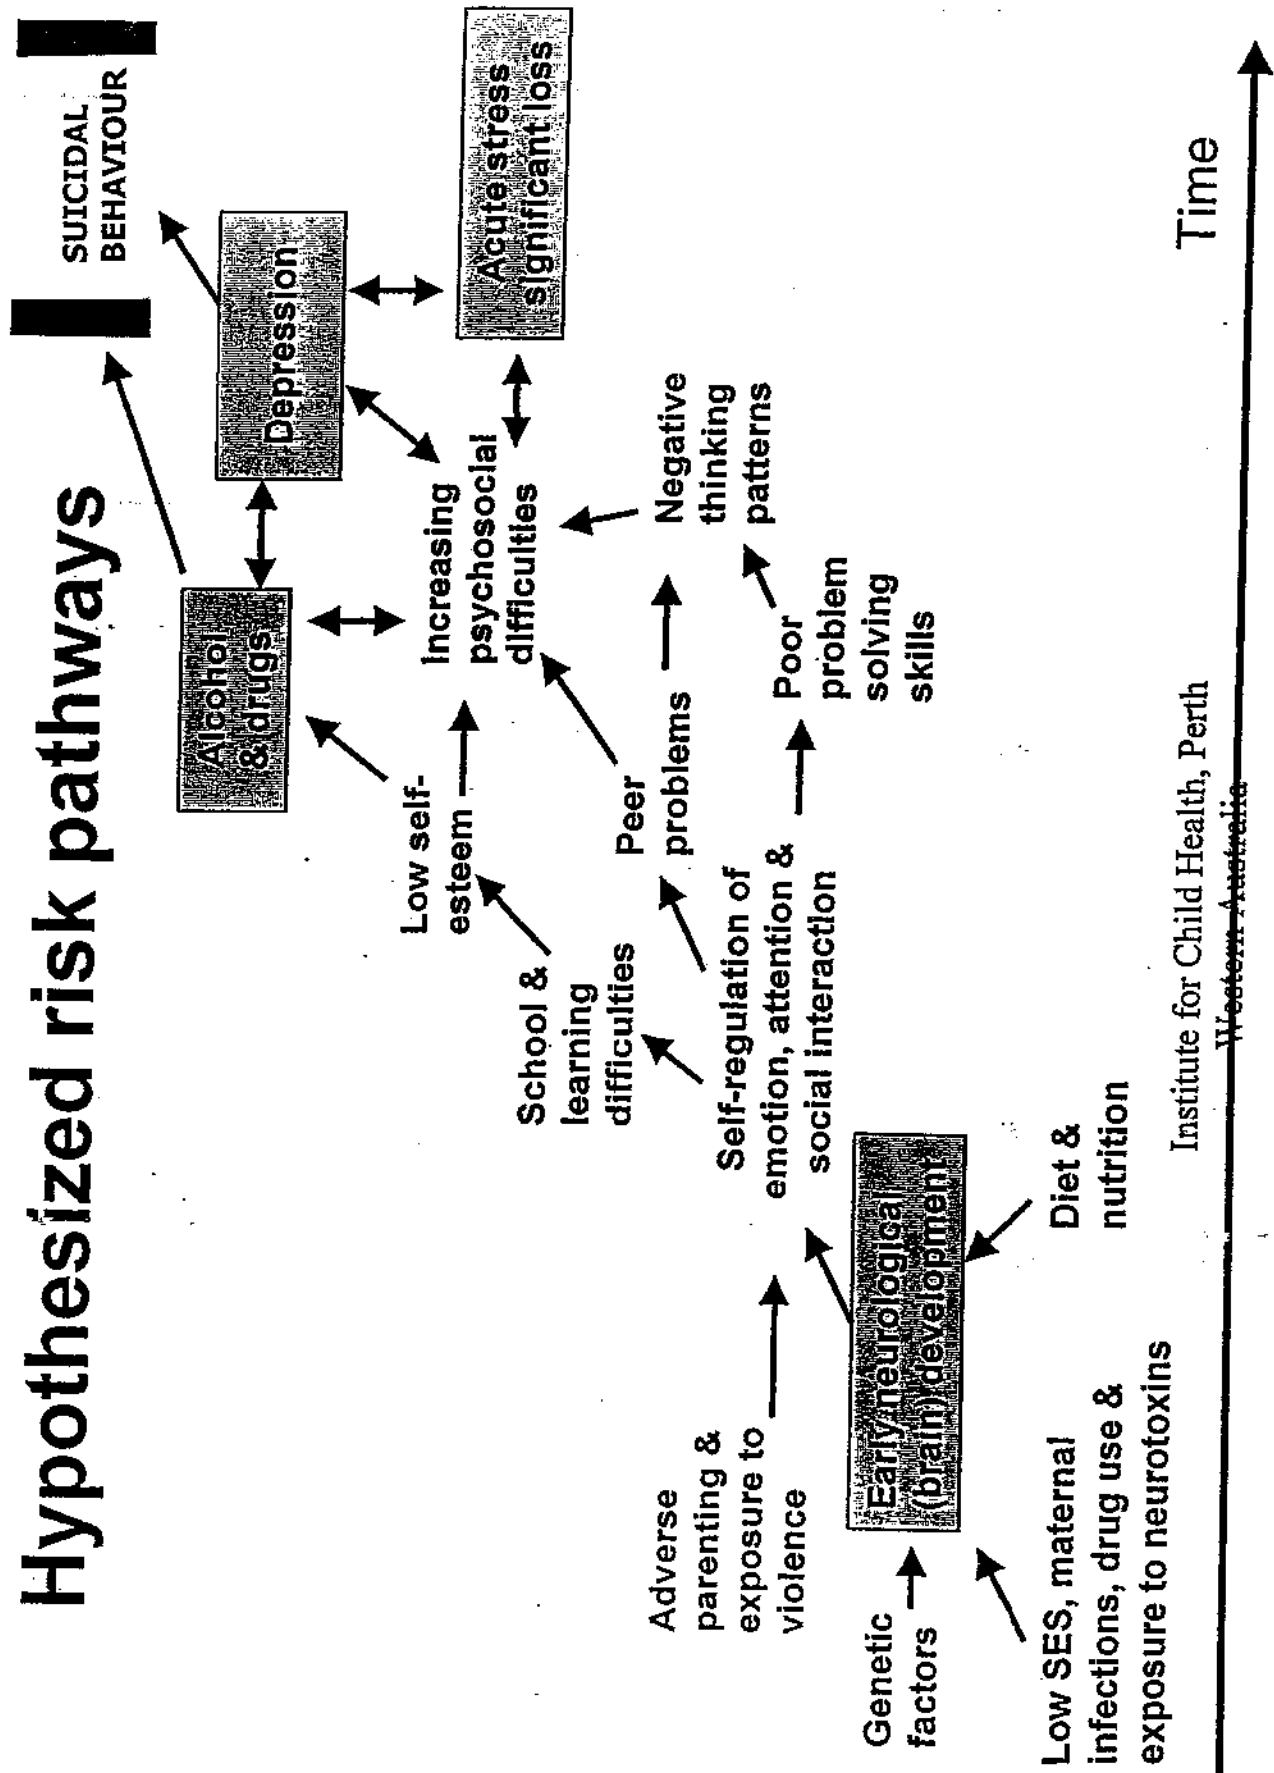 Hypothesized risk pathways
SUICIDAL
BEHAVIOUR
Alcohol
& drugs
Depression
Acute stress
significant loss
Increasing
psychosocial
difficulties
Low self-
esteem
School &
learning
difficulties
Peer
problems
Negative
thinking
patterns
Poor
problem
solving
skills
Self-regulation of
emotion, attention &
social interaction
Adverse
parenting &
exposure to
violence
Early neurological
(brain) development
Genetic
factors
Low SES, maternal
infections, drug use &
exposure to neurotoxins
Diet &
nutrition
Institute for Child Health, Perth
Western Australia
Time